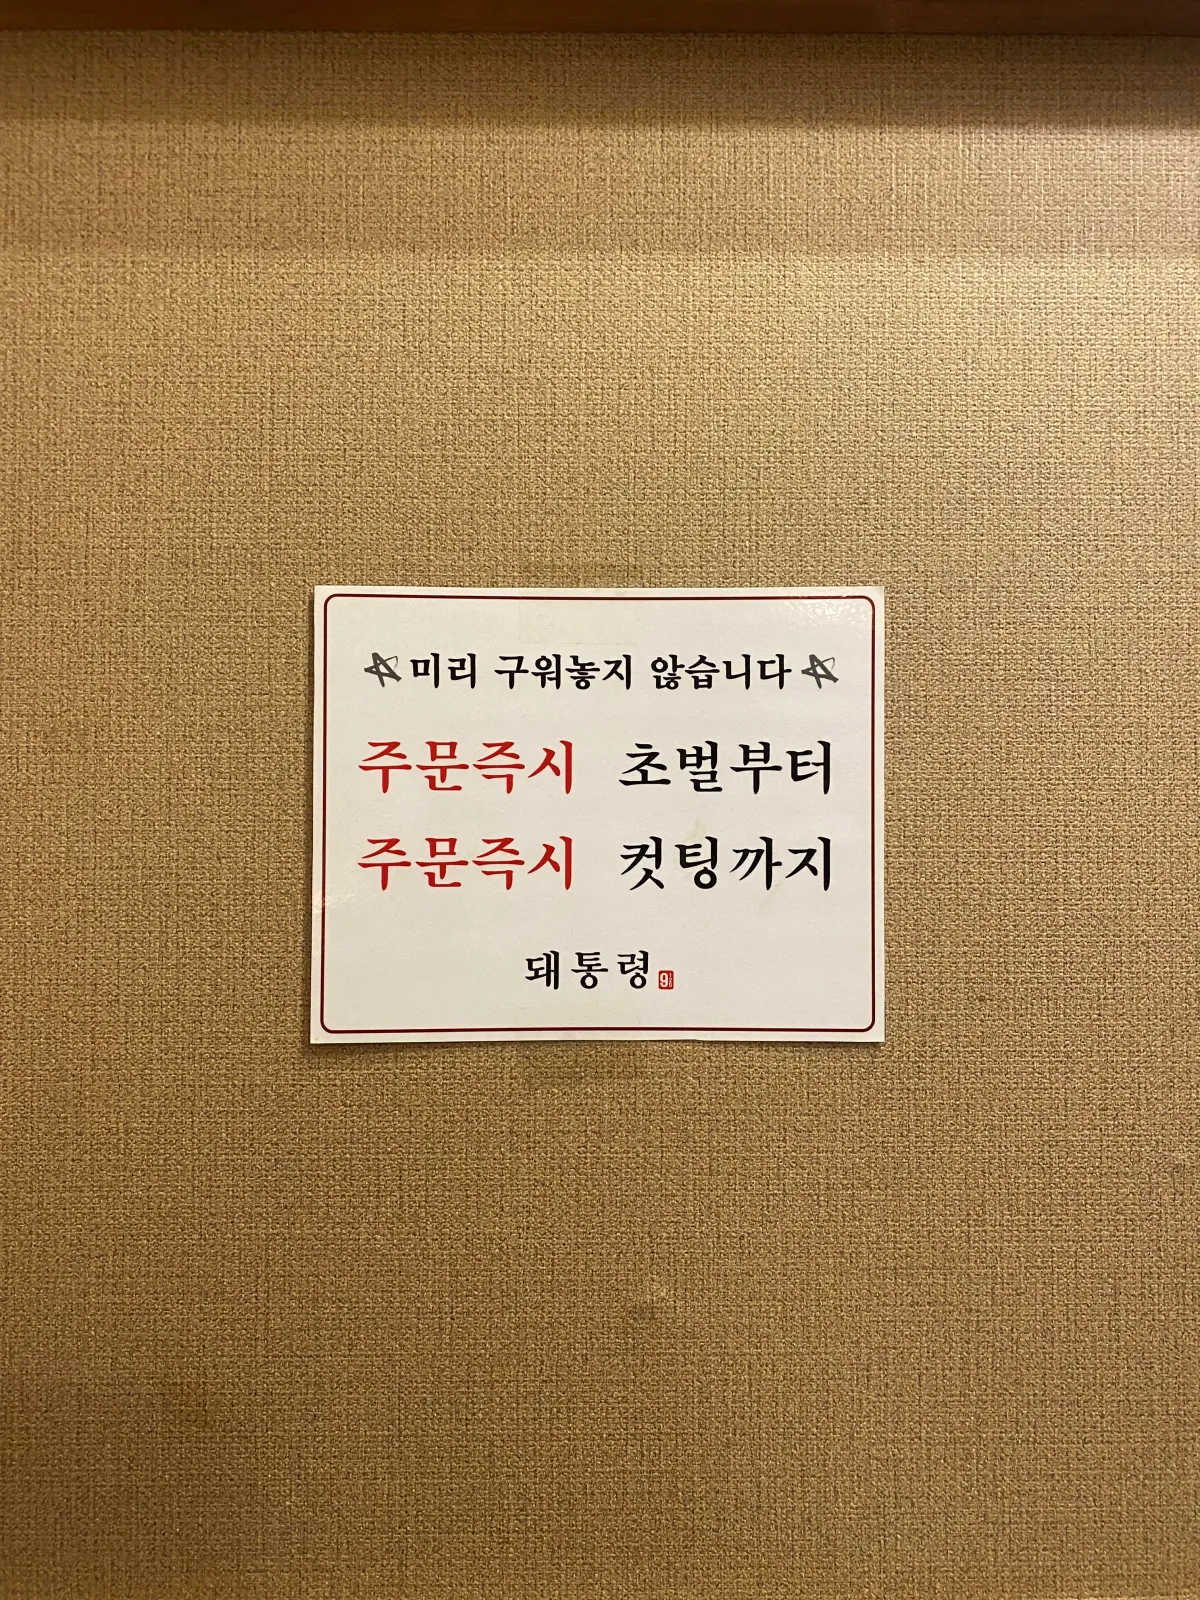 ☆미리 구워놓지 않습니다☆
주문즉시 초벌부터
주문즉시 컷팅까지
돼통령 9